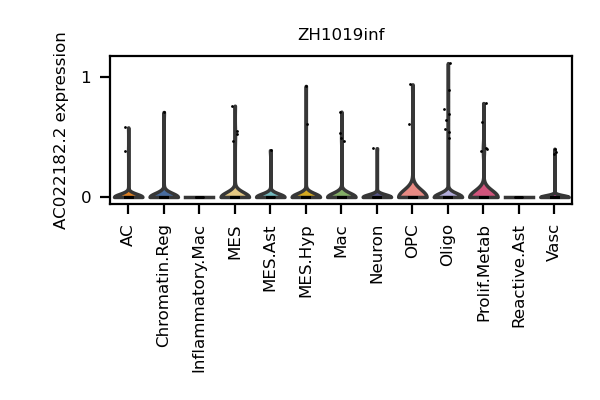 ZH1019inf
AC022182.2 expression
1
0
AC
Chromatin.Reg
Inflammatory.Mac
MES
MES.Ast
MES.Hyp
Mac
Neuron
OPC
Oligo
Prolif.Metab
Reactive.Ast
Vasc